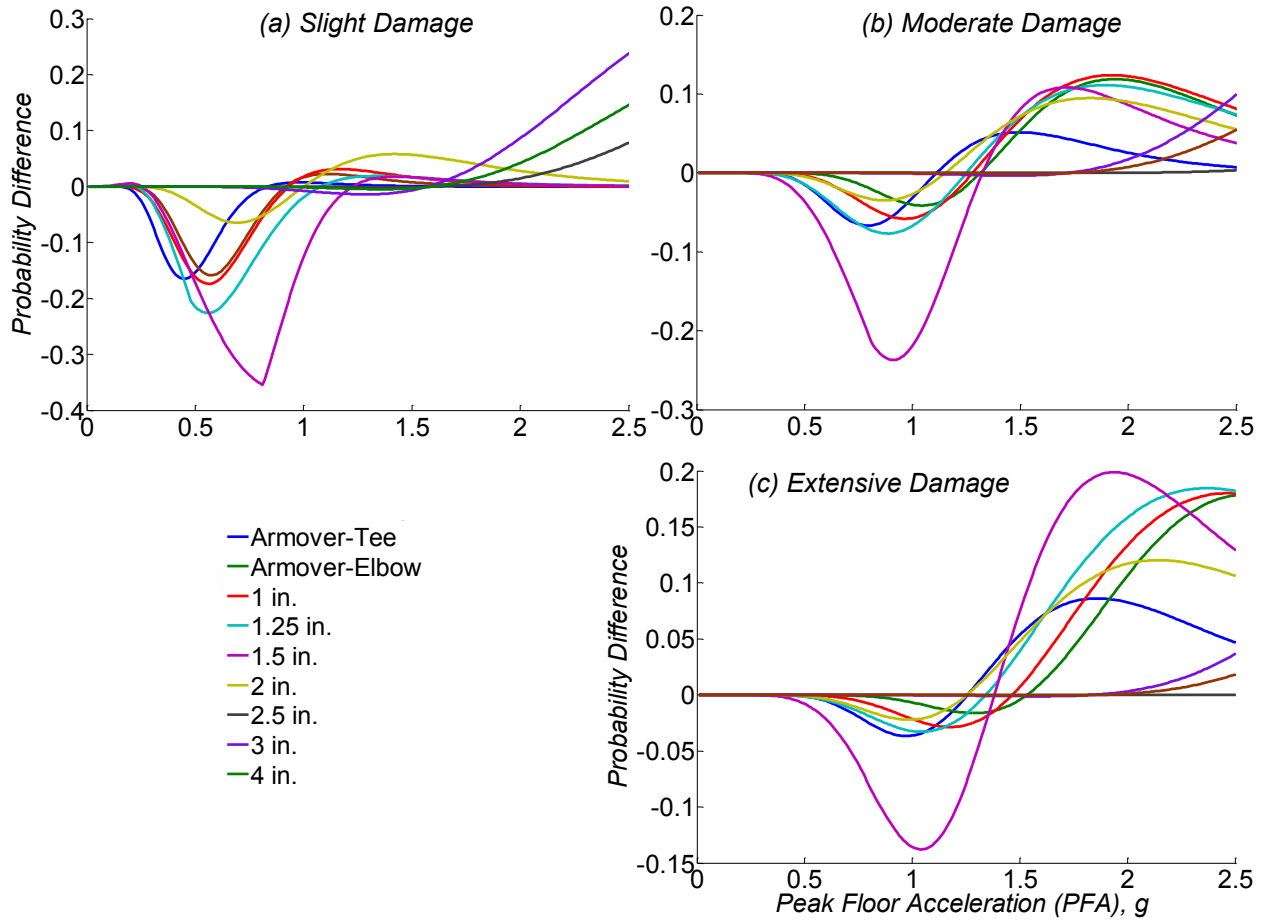 (a) Slight Damage
Probability Difference
0.3
0.2
0.1
0
-0.1
-0.2
-0.3
-0.4
0 0.5 1 1.5 2 2.5
(b) Moderate Damage
0.2
0.1
0
-0.1
-0.2
-0.3
0 0.5 1 1.5 2 2.5
Armover-Tee
Armover-Elbow
1 in.
1.25 in.
1.5 in.
2 in.
2.5 in.
3 in.
4 in.
(c) Extensive Damage
Probability Difference
0.2
0.15
0.1
0.05
0
-0.05
-0.1
-0.15
0 0.5 1 1.5 2 2.5
Peak Floor Acceleration (PFA), g